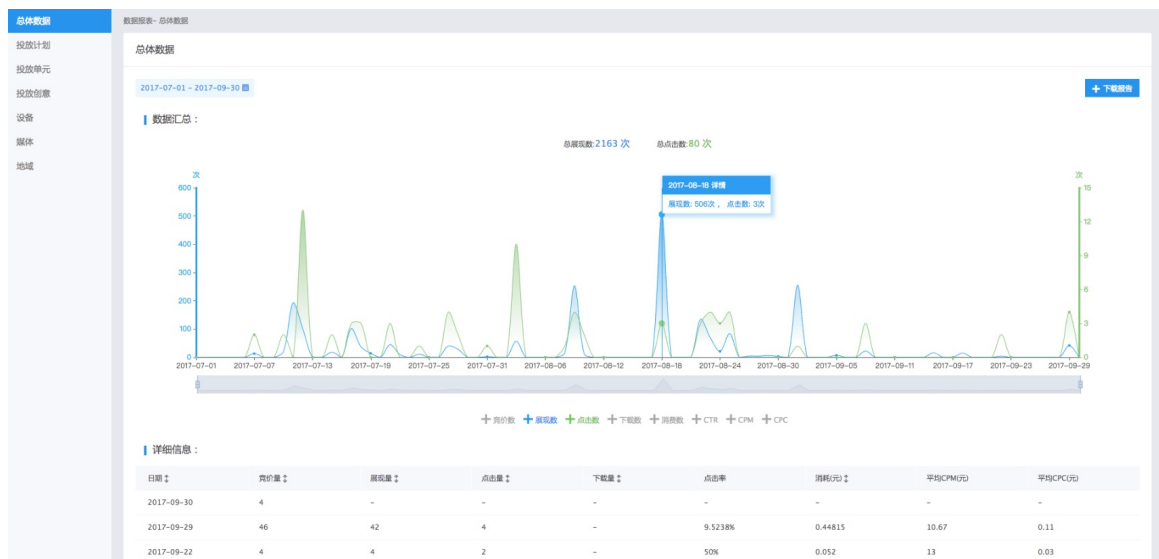 总体数据
投放计划
投放单元
投放创意
设备
媒体
地域
数据报表- 总体数据
总体数据
2017-07-01 - 2017-09-30
+ 下载报告
数据汇总：
总展现数:2163 次 总点击数:80 次
次
600
500
400
300
200
100
0
2017-08-18 详情
展现数: 506次 ， 点击数: 3次
次
15
12
9
6
3
0
2017-07-01 2017-07-07 2017-07-13 2017-07-19 2017-07-25 2017-07-31 2017-08-06 2017-08-12 2017-08-18 2017-08-24 2017-08-30 2017-09-05 2017-09-11 2017-09-17 2017-09-23 2017-09-29
竞价数 展现数 点击数 下载数 消费数 CTR CPM CPC
详细信息：
日期 竞价量 展现量 点击量 下载量 点击率 消耗(元) 平均CPM(元) 平均CPC(元)
2017-09-30 4 - - - - - - -
2017-09-29 46 42 4 - 9.5238% 0.44815 10.67 0.11
2017-09-22 4 4 2 - 50% 0.052 13 0.03